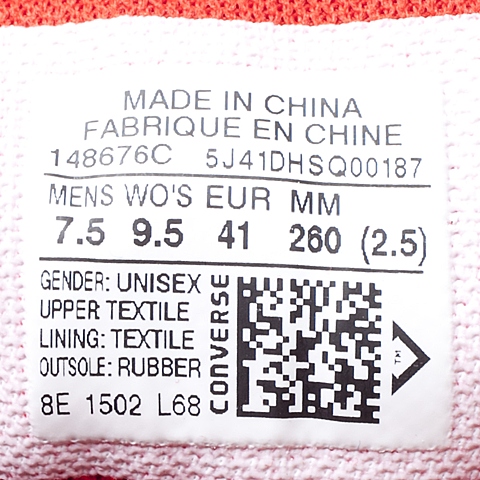 MADE IN CHINA
FABRIQUE EN CHINE
148676C 5J41DHSQ00187
MENS WO'S EUR MM
7.5 9.5 41 260 (2.5)
GENDER: UNISEX
UPPER TEXTILE
LINING: TEXTILE
OUTSOLE: RUBBER
8E 1502 L68
CONVERSE
TM